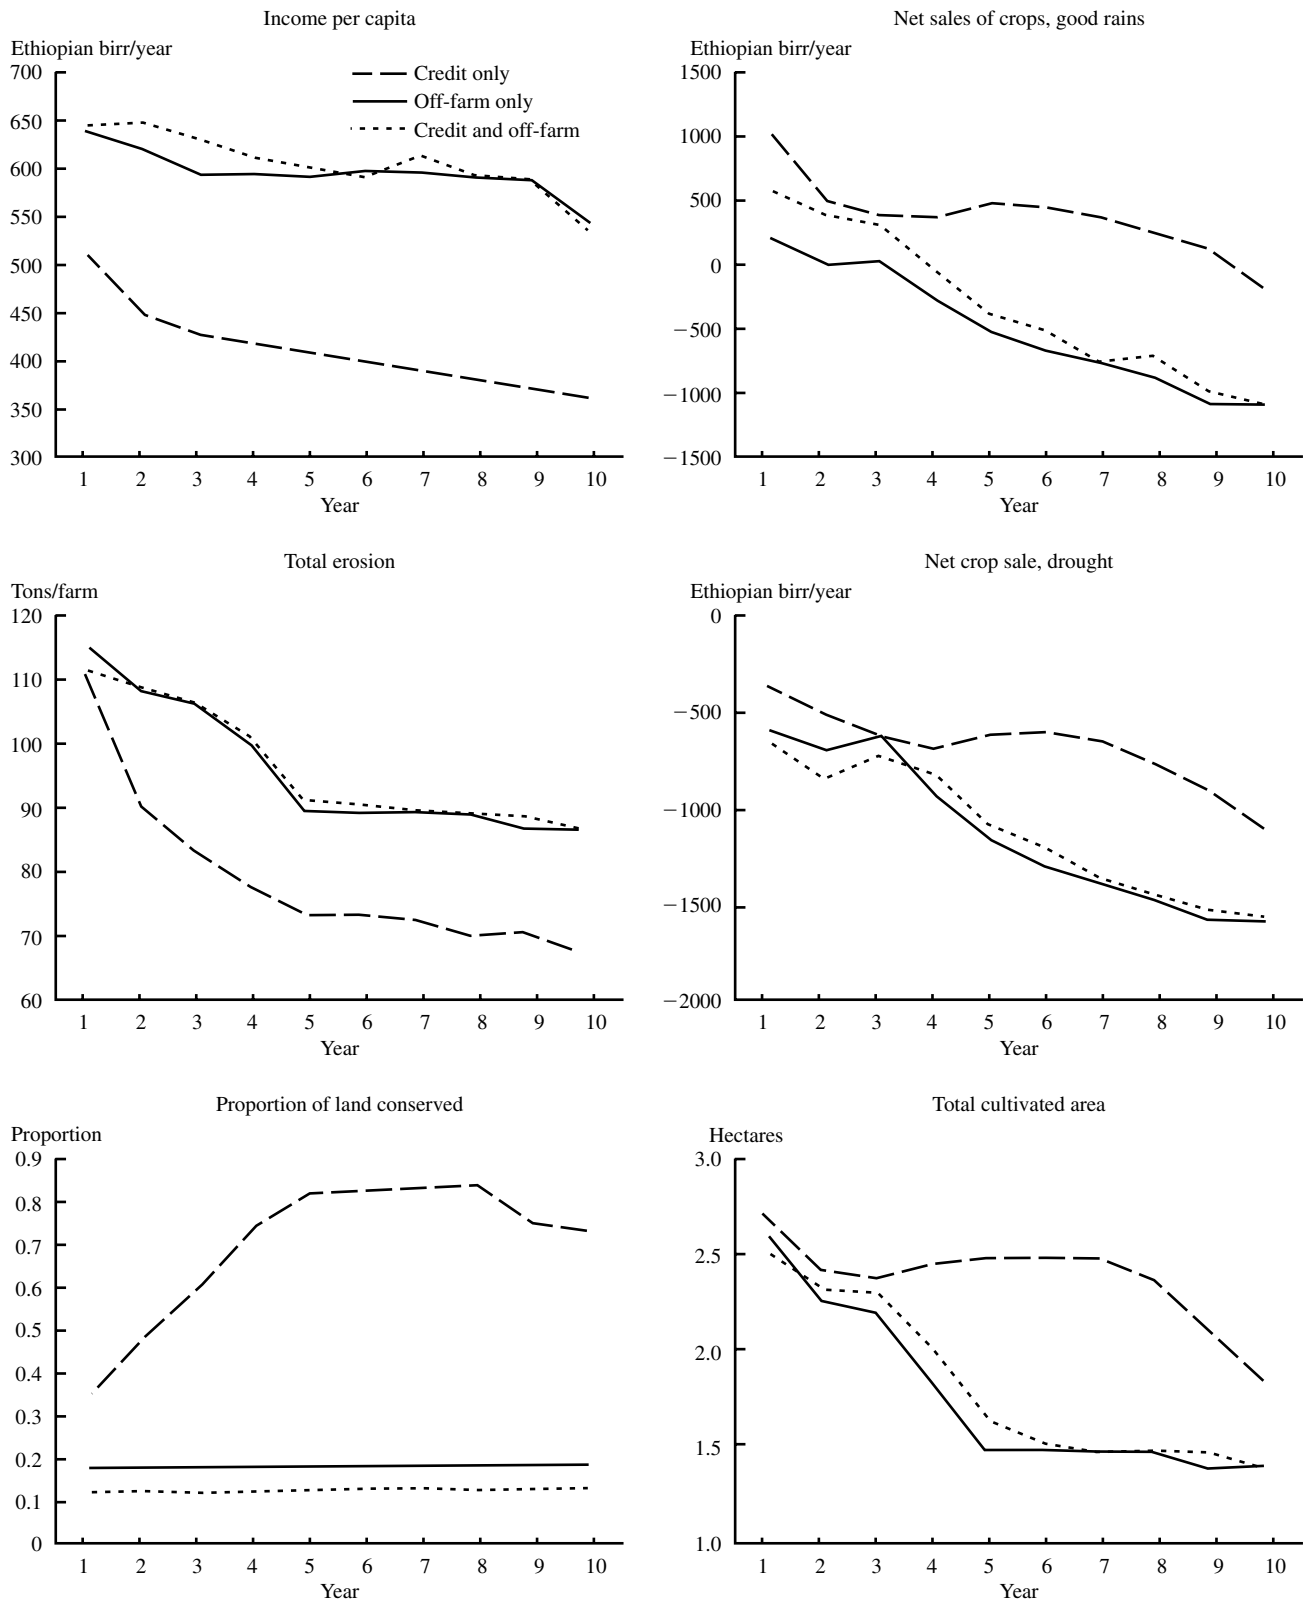 Income per capita
Ethiopian birr/year
700
650
600
550
500
450
400
350
300
Credit only
Off-farm only
Credit and off-farm
1 2 3 4 5 6 7 8 9 10
Year
Net sales of crops, good rains
Ethiopian birr/year
1500
1000
500
0
−500
−1000
−1500
1 2 3 4 5 6 7 8 9 10
Year
Total erosion
Tons/farm
120
110
100
90
80
70
60
1 2 3 4 5 6 7 8 9 10
Year
Net crop sale, drought
Ethiopian birr/year
0
−500
−1000
−1500
−2000
1 2 3 4 5 6 7 8 9 10
Year
Proportion of land conserved
Proportion
0.9
0.8
0.7
0.6
0.5
0.4
0.3
0.2
0.1
0
1 2 3 4 5 6 7 8 9 10
Year
Total cultivated area
Hectares
3.0
2.5
2.0
1.5
1.0
1 2 3 4 5 6 7 8 9 10
Year